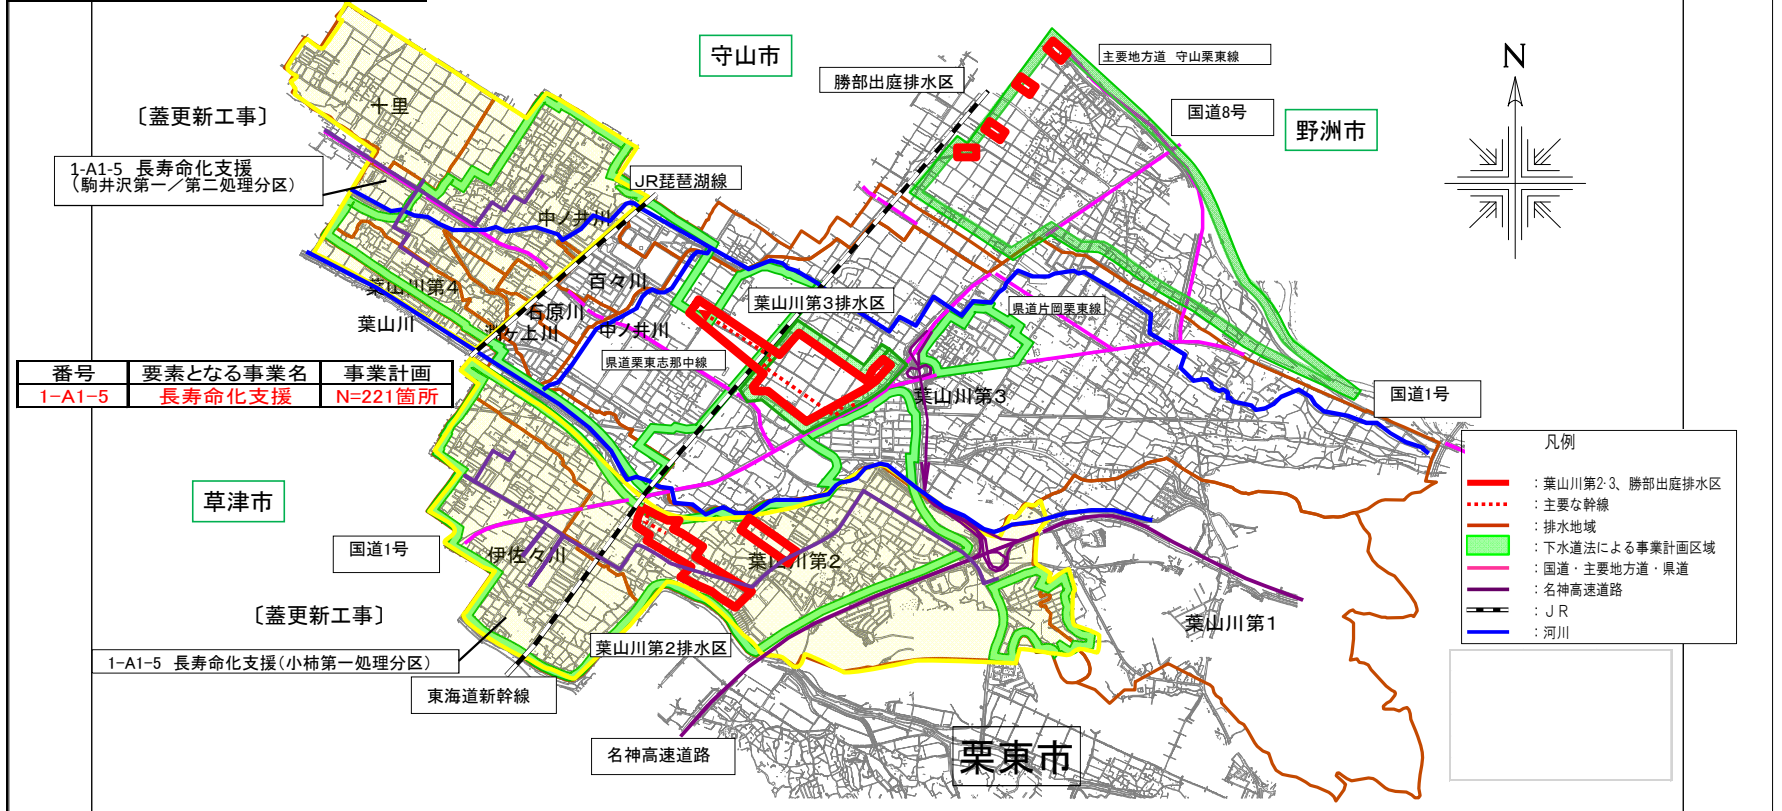 守山市
N
主要地方道 守山栗東線
勝部出庭排水区
国道8号
野洲市
十里
〔蓋更新工事〕
1-A1-5 長寿命化支援
（駒井沢第一／第二処理分区）
JR琵琶湖線
中ノ井川
百々川
葉山川第4
石原川
葉山川
中ノ井川
葉山川第3排水区
県道片岡栗東線
県道栗東志那中線
番号 要素となる事業名 事業計画
1-A1-5 長寿命化支援 N=221箇所
葉山川第3
国道1号
凡例
：葉山川第2･3、勝部出庭排水区
：主要な幹線
：排水地域
：下水道法による事業計画区域
：国道・主要地方道・県道
：名神高速道路
：ＪＲ
：河川
草津市
国道1号
伊佐々川
葉山川第2
〔蓋更新工事〕
葉山川第1
葉山川第2排水区
1-A1-5 長寿命化支援（小柿第一処理分区）
東海道新幹線
名神高速道路
栗東市